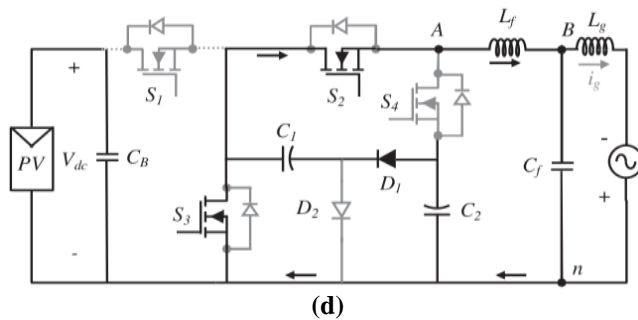 A
L_f
B
L_g
+
S_1
S_2
S_4
i_g
PV
V_dc
C_B
C_1
D_1
-
C_f
S_3
D_2
C_2
+
-
n
(d)